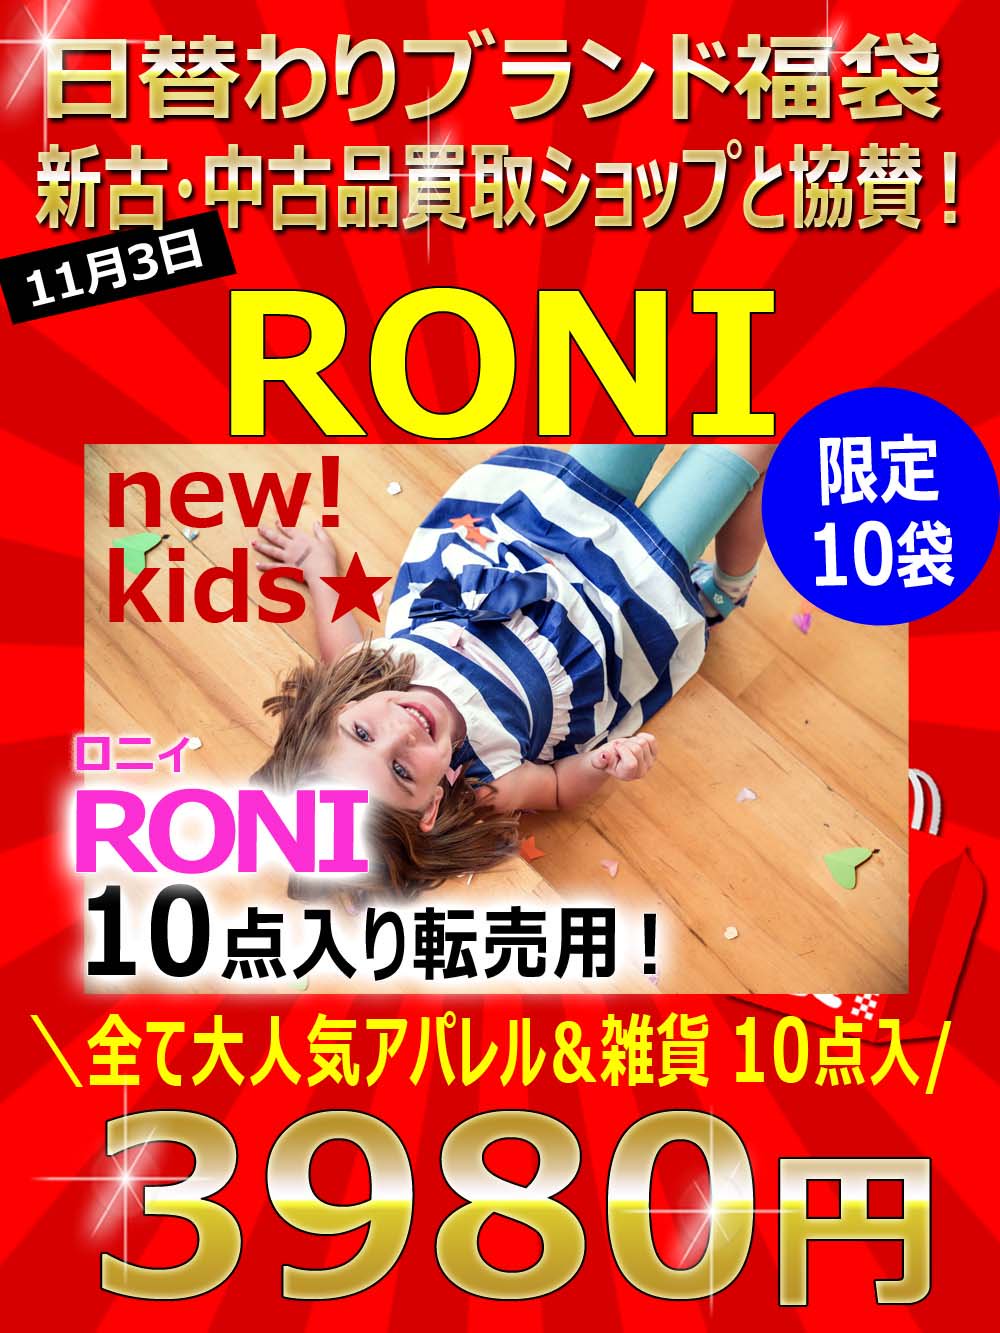 日替わりブランド福袋
新古・中古品買取ショップと協賛！
11月3日
RONI
限定
10袋
new!
kids★
ロニィ
RONI
10点入り転売用！
＼全て大人気アパレル＆雑貨 10点入/
3980円